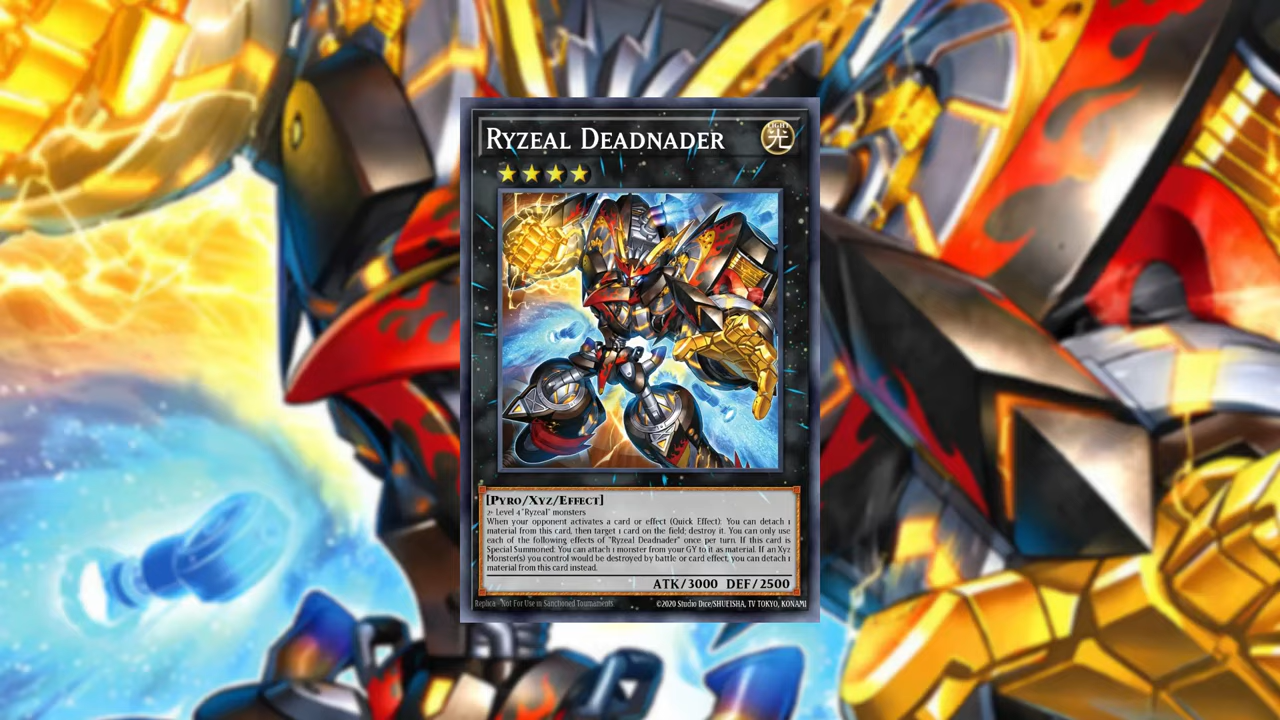 RYZEAL DEADNADER
LIGHT
光
[PYRO/XYZ/EFFECT]
2+ Level 4 "Ryzeal" monsters
When your opponent activates a card or effect (Quick Effect): You can detach 1
material from this card, then target 1 card on the field; destroy it. You can only use
each of the following effects of "Ryzeal Deadnader" once per turn. If this card is
Special Summoned: You can attach 1 monster from your GY to it as material. If an Xyz
Monster(s) you control would be destroyed by battle or card effect, you can detach 1
material from this card instead.
ATK/3000 DEF/2500
Replica - Not For Use in Sanctioned Tournaments
©2020 Studio Dice/SHUEISHA, TV TOKYO, KONAMI